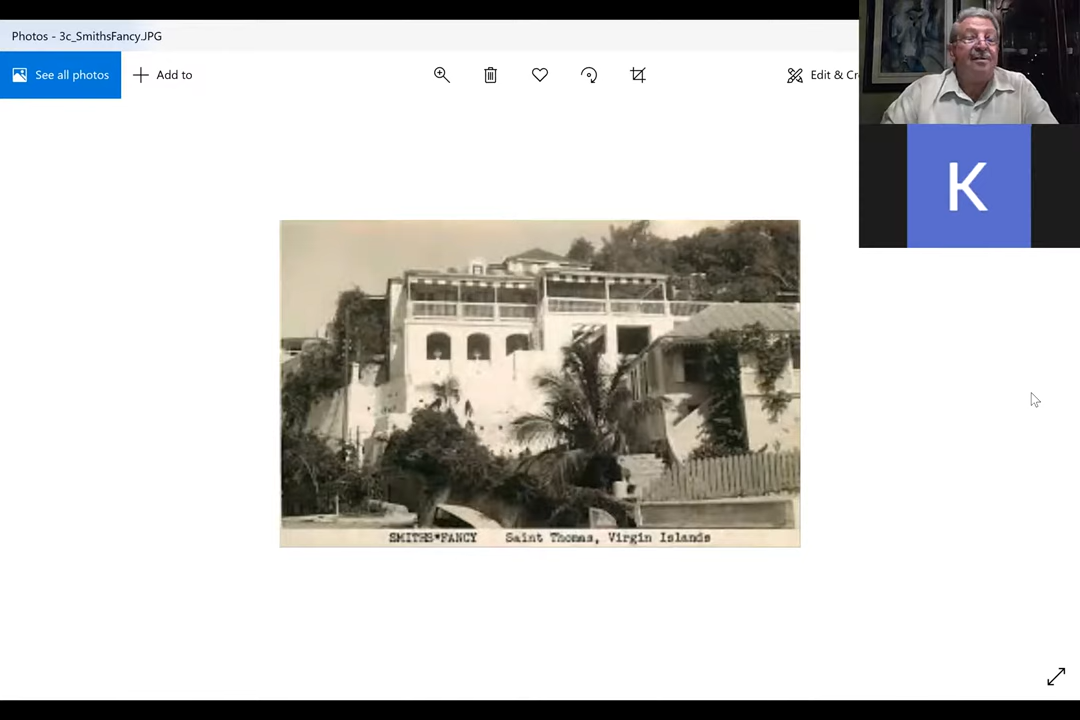 Photos - 3c_SmithsFancy.JPG
See all photos
Add to
Edit & Cr
K
SMITHS*FANCY Saint Thomas, Virgin Islands